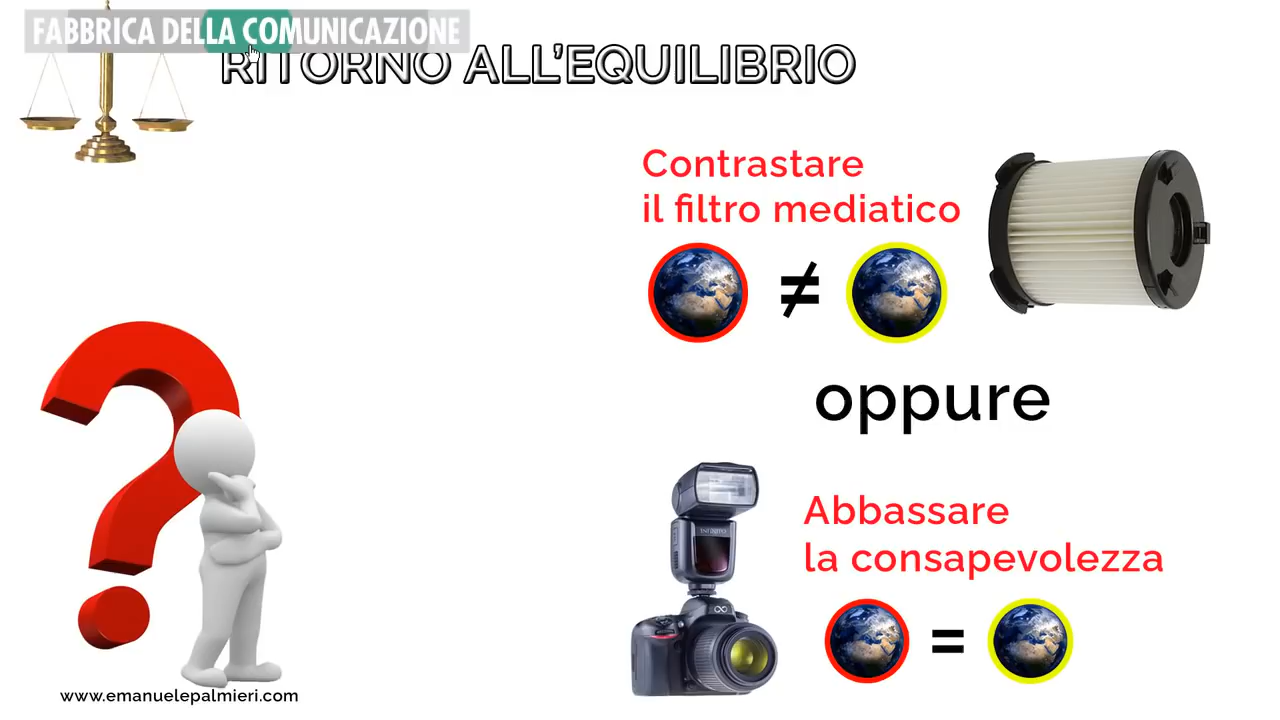 FABBRICA DELLA COMUNICAZIONE
RITORNO ALL'EQUILIBRIO
Contrastare
il filtro mediatico
≠
oppure
Abbassare
la consapevolezza
=
www.emanuelepalmieri.com